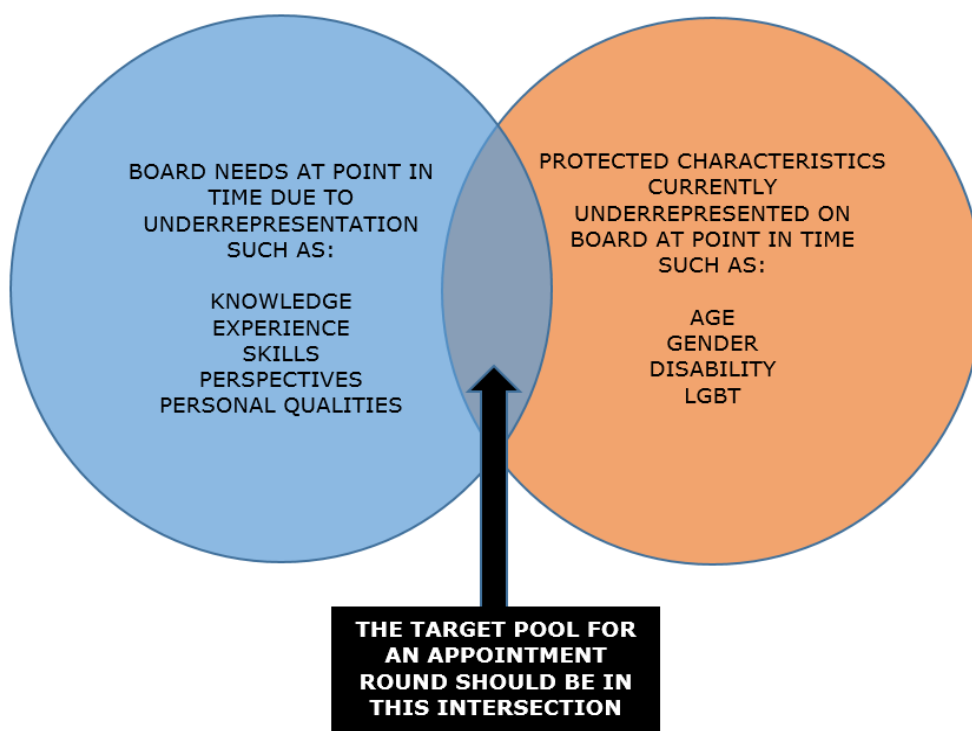 BOARD NEEDS AT POINT IN
TIME DUE TO
UNDERREPRESENTATION
SUCH AS:
KNOWLEDGE
EXPERIENCE
SKILLS
PERSPECTIVES
PERSONAL QUALITIES
PROTECTED CHARACTERISTICS
CURRENTLY
UNDERREPRESENTED ON
BOARD AT POINT IN TIME
SUCH AS:
AGE
GENDER
DISABILITY
LGBT
THE TARGET POOL FOR
AN APPOINTMENT
ROUND SHOULD BE IN
THIS INTERSECTION